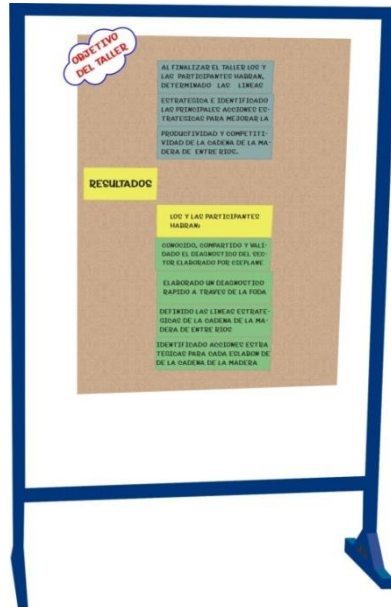 OBJETIVO
DEL TALLER
AL FINALIZAR EL TALLER LOS Y
LAS PARTICIPANTES HABRAN,
DETERMINADO LAS LINEAS
ESTRATEGICA E IDENTIFICADO
LAS PRINCIPALES ACCIONES ES-
TRATEGICAS PARA MEJORAR LA
PRODUCTIVIDAD Y COMPETITI-
VIDAD DE LA CADENA DE LA MA-
DERA DE ENTRE RIOS.
RESULTADOS
LOS Y LAS PARTICIPANTES
HABRAN:
CONOCIDO, COMPARTIDO Y VALI-
DADO EL DIAGNOSTICO DEL SEC-
TOR ELABORADO POR CIEPLANE
ELABORADO UN DIAGNOSTICO
RAPIDO A TRAVES DE LA FODA
DEFINIDO LAS LINEAS ESTRATE-
GICAS DE LA CADENA DE LA MA-
DERA DE ENTRE RIOS
IDENTIFICADO ACCIONES ESTRA
TEGICAS PARA CADA ESLABON DE
DE LA CADENA DE LA MADERA